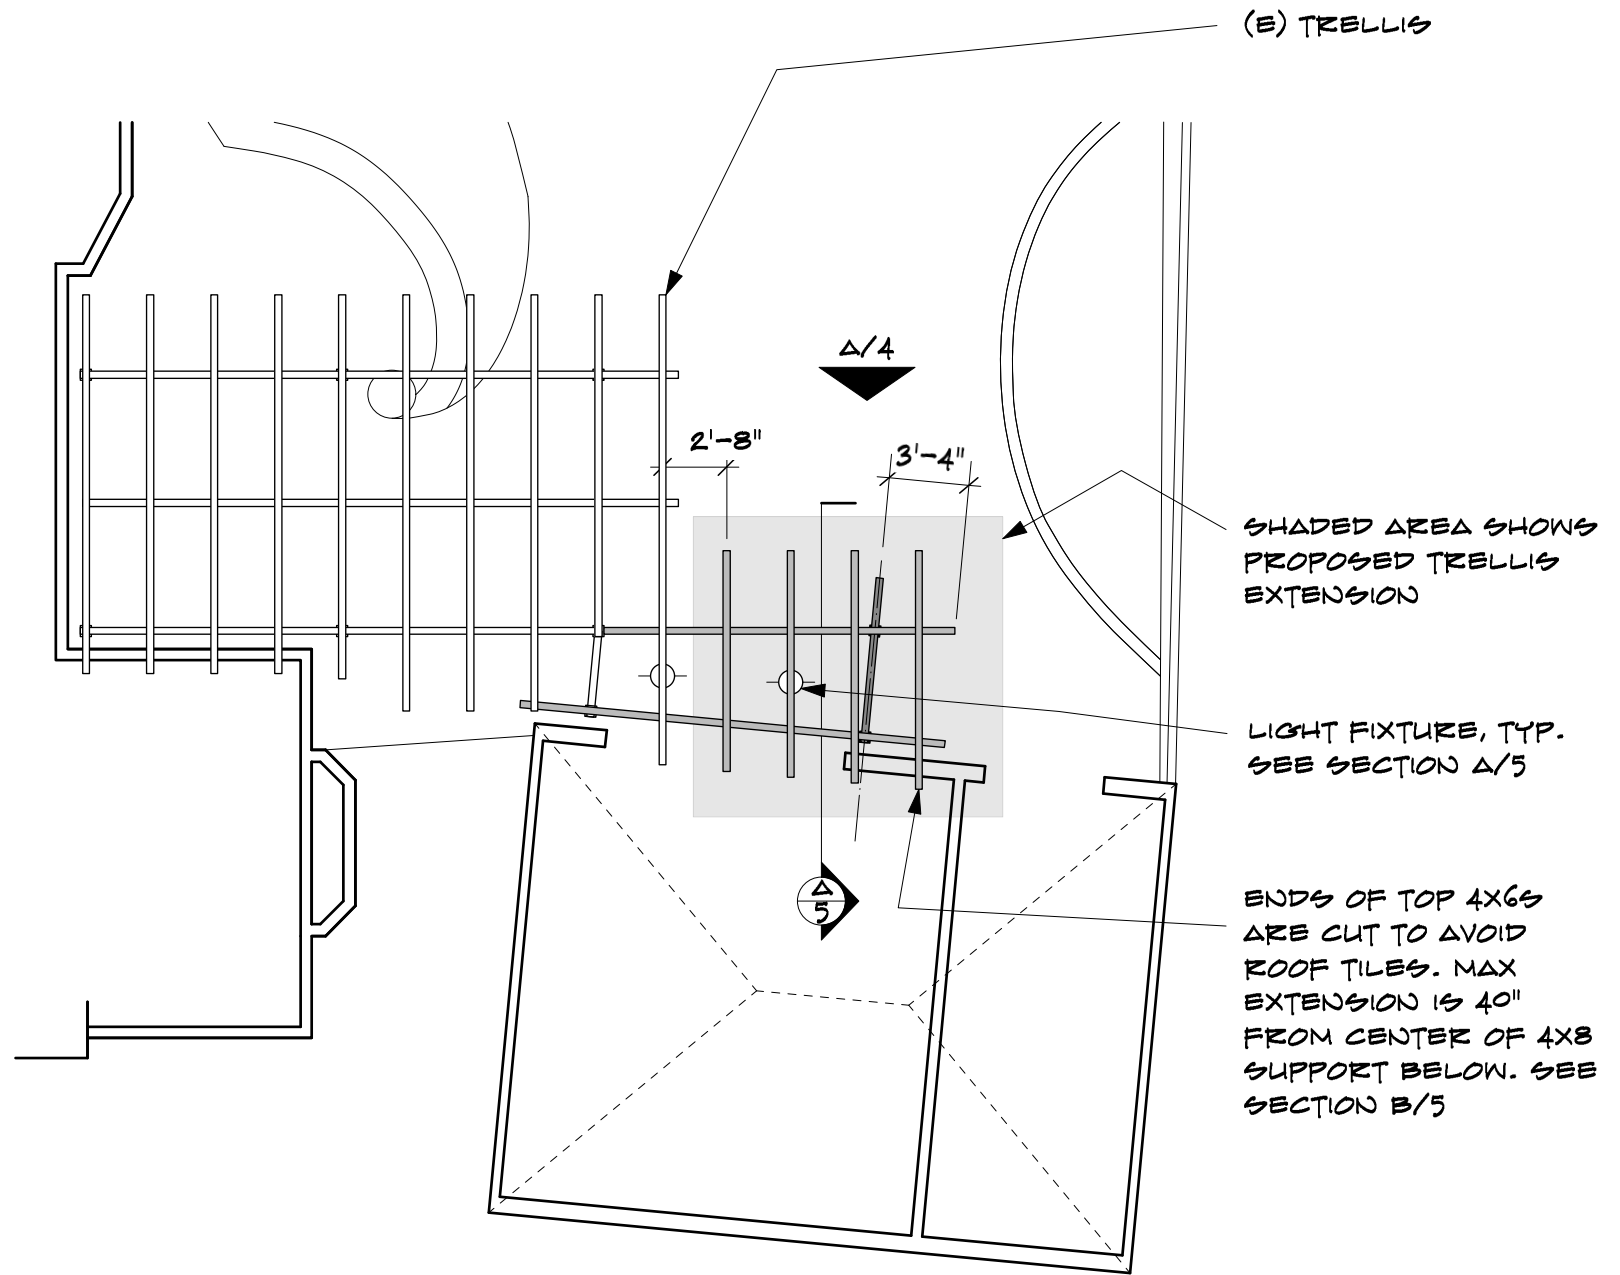 (E) TRELLIS
A/4
2'-8"
3'-4"
SHADED AREA SHOWS
PROPOSED TRELLIS
EXTENSION
LIGHT FIXTURE, TYP.
SEE SECTION A/5
A
5
ENDS OF TOP 4X6S
ARE CUT TO AVOID
ROOF TILES. MAX
EXTENSION IS 40"
FROM CENTER OF 4X8
SUPPORT BELOW. SEE
SECTION B/5